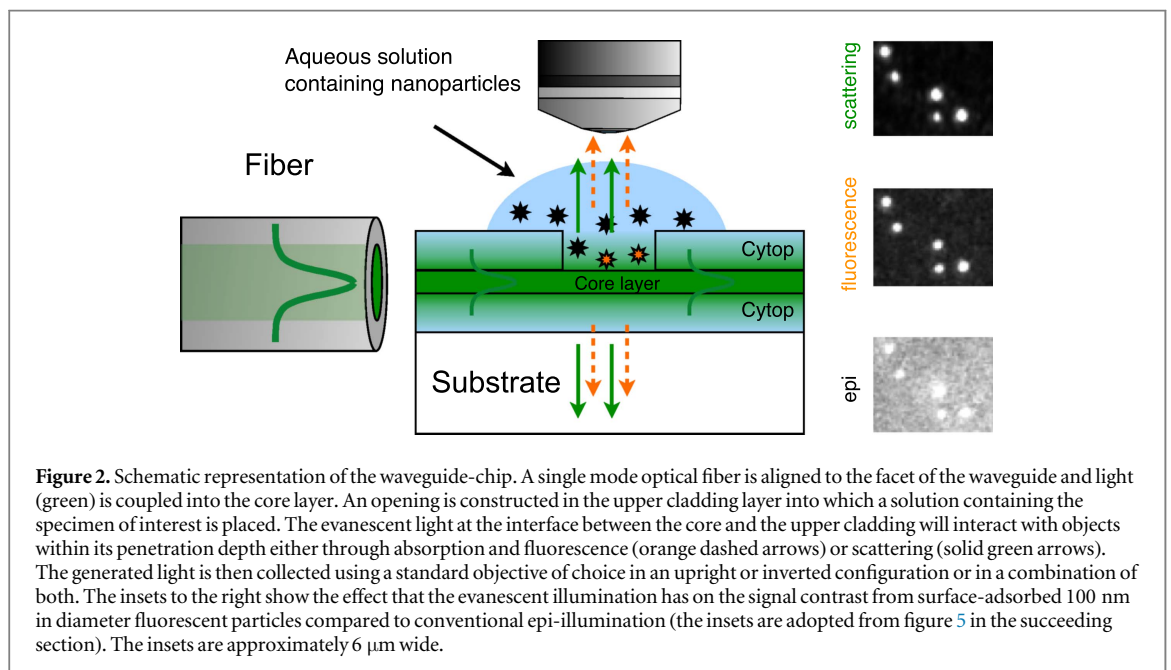 Aqueous solution
containing nanoparticles
Fiber
Cytop
Core layer
Cytop
Substrate
scattering
fluorescence
epi
Figure 2. Schematic representation of the waveguide-chip. A single mode optical fiber is aligned to the facet of the waveguide and light
(green) is coupled into the core layer. An opening is constructed in the upper cladding layer into which a solution containing the
specimen of interest is placed. The evanescent light at the interface between the core and the upper cladding will interact with objects
within its penetration depth either through absorption and fluorescence (orange dashed arrows) or scattering (solid green arrows).
The generated light is then collected using a standard objective of choice in an upright or inverted configuration or in a combination of
both. The insets to the right show the effect that the evanescent illumination has on the signal contrast from surface-adsorbed 100 nm
in diameter fluorescent particles compared to conventional epi-illumination (the insets are adopted from figure 5 in the succeeding
section). The insets are approximately 6 μm wide.